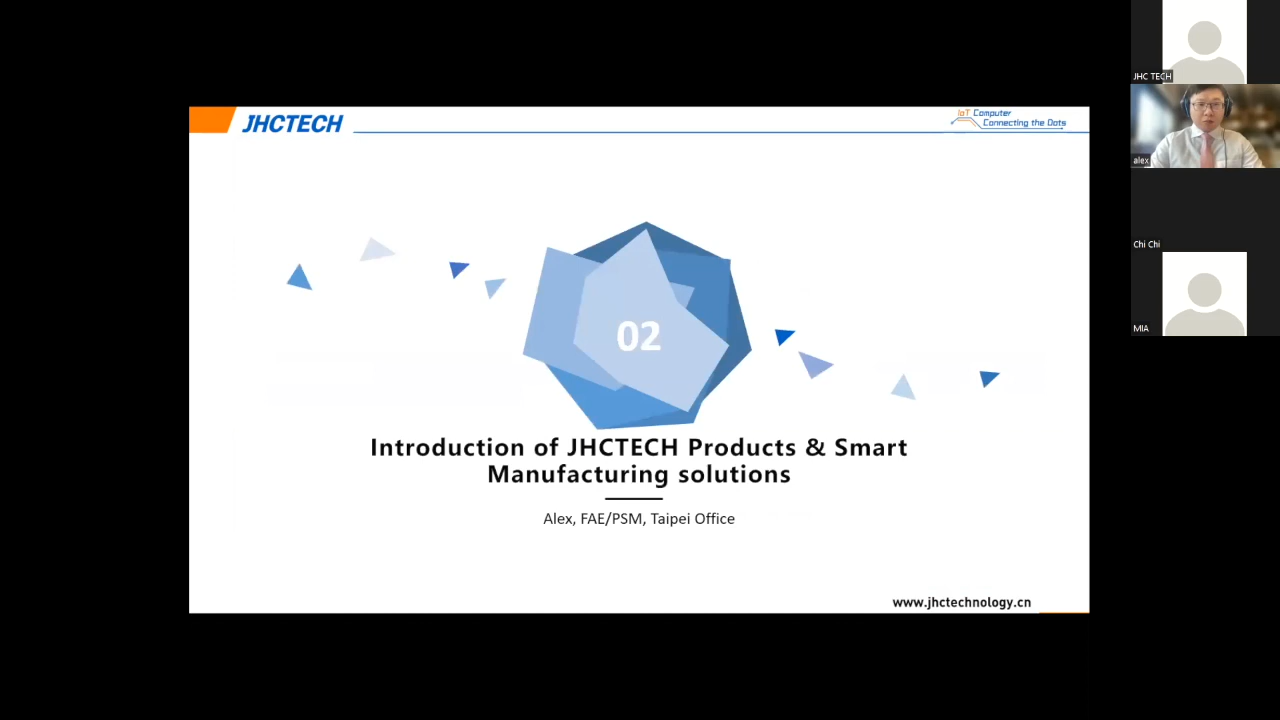 JHCTECH
IoT Computer
Connecting the Dots
02
Introduction of JHCTECH Products & Smart
Manufacturing solutions
Alex, FAE/PSM, Taipei Office
www.jhctechnology.cn
JHC TECH
alex
Chi Chi
MIA